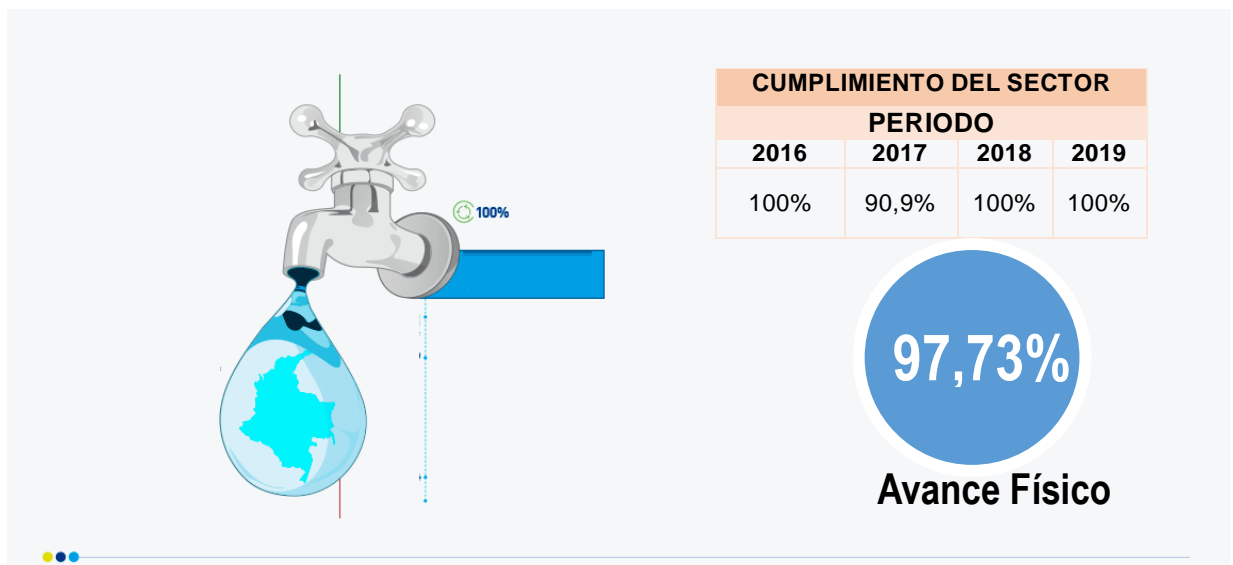 CUMPLIMIENTO DEL SECTOR
PERIODO
2016 2017 2018 2019
100% 90,9% 100% 100%
100%
97,73%
Avance Físico